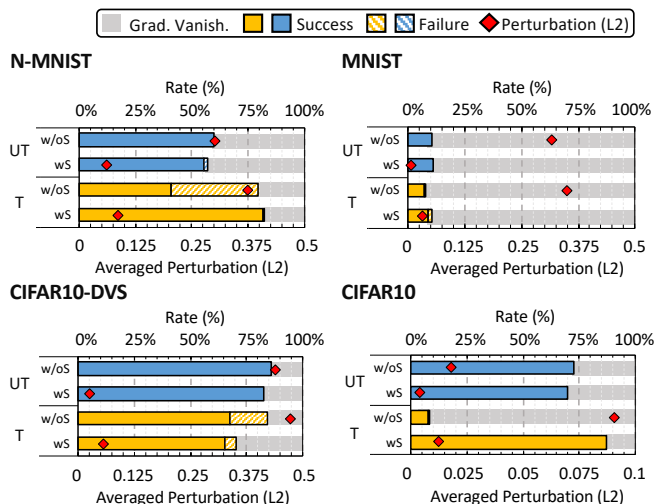 Grad. Vanish. Success Failure Perturbation (L2)
N-MNIST
Rate (%)
0% 25% 50% 75% 100%
UT
w/oS
wS
T
w/oS
wS
0 0.125 0.25 0.375 0.5
Averaged Perturbation (L2)
MNIST
Rate (%)
0% 25% 50% 75% 100%
UT
w/oS
wS
T
w/oS
wS
0 0.125 0.25 0.375 0.5
Averaged Perturbation (L2)
CIFAR10-DVS
Rate (%)
0% 25% 50% 75% 100%
UT
w/oS
wS
T
w/oS
wS
0 0.125 0.25 0.375 0.5
Averaged Perturbation (L2)
CIFAR10
Rate (%)
0% 25% 50% 75% 100%
UT
w/oS
wS
T
w/oS
wS
0 0.025 0.05 0.075 0.1
Averaged Perturbation (L2)